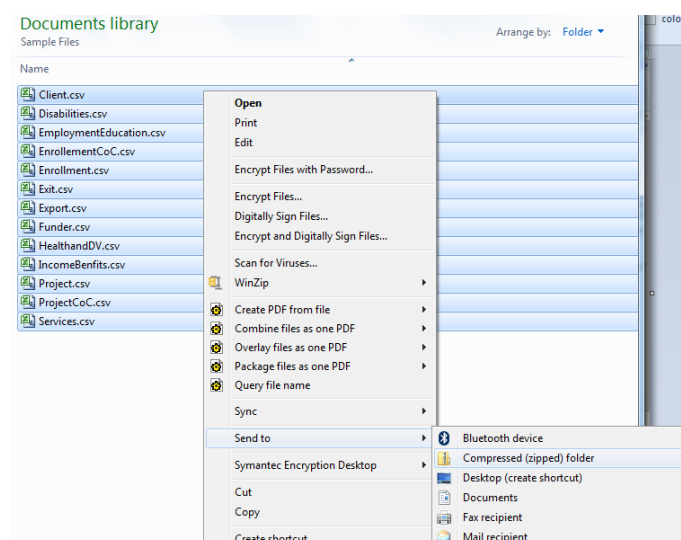 Documents library
Sample Files
Arrange by: Folder
colo
Name
Client.csv
Disabilities.csv
EmploymentEducation.csv
EnrollementCoC.csv
Enrollment.csv
Exit.csv
Export.csv
Funder.csv
HealthandDV.csv
IncomeBenfits.csv
Project.csv
ProjectCoC.csv
Services.csv
Open
Print
Edit
Encrypt Files with Password...
Encrypt Files...
Digitally Sign Files...
Encrypt and Digitally Sign Files...
Scan for Viruses...
WinZip
Create PDF from file
Combine files as one PDF
Overlay files as one PDF
Package files as one PDF
Query file name
Sync
Send to
Symantec Encryption Desktop
Cut
Copy
Create shortcut
Bluetooth device
Compressed (zipped) folder
Desktop (create shortcut)
Documents
Fax recipient
Mail recipient